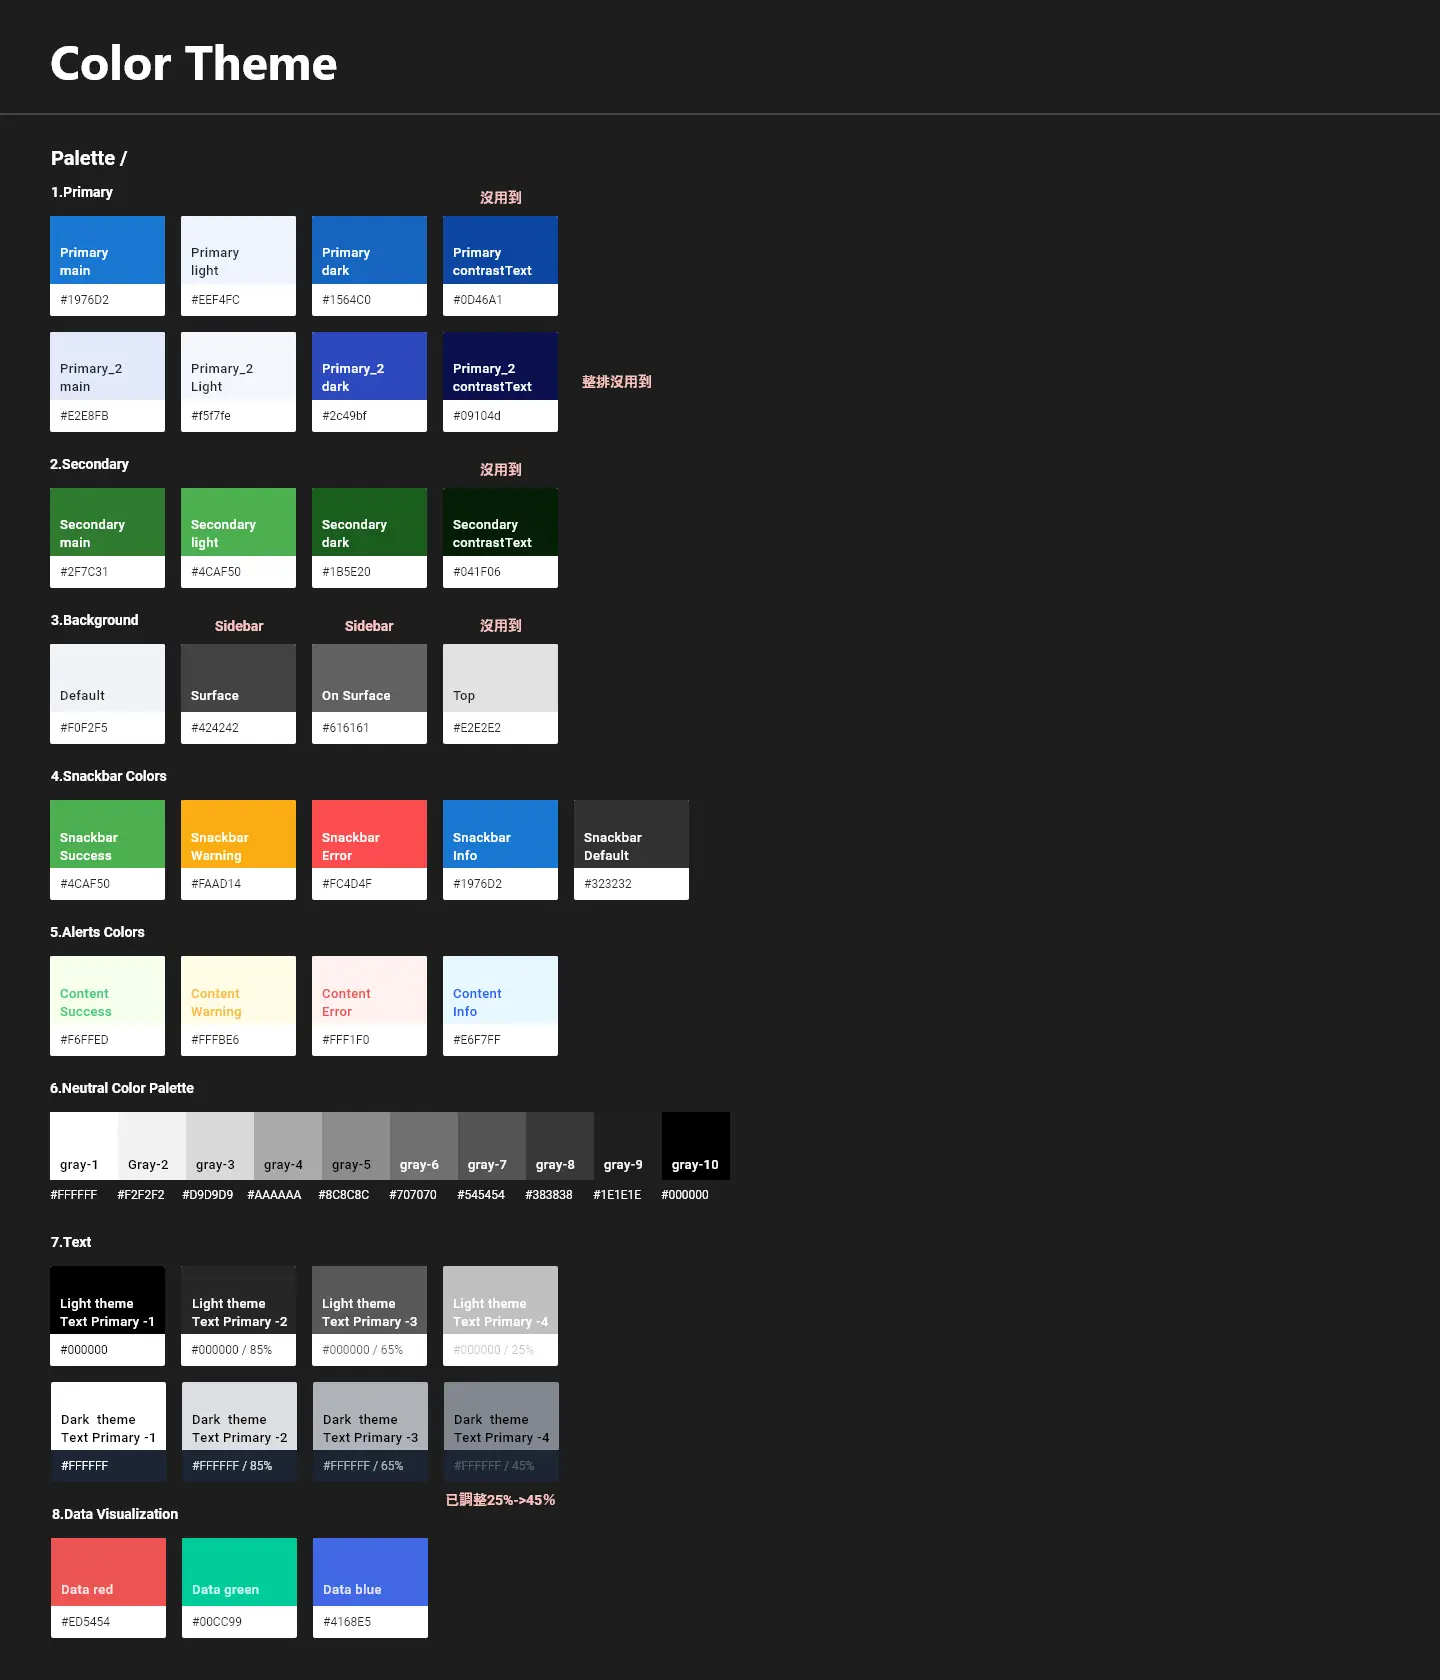 Color Theme
Palette /
1.Primary
沒用到
Primary
main
#1976D2
Primary
light
#EEF4FC
Primary
dark
#1564C0
Primary
contrastText
#0D46A1
Primary_2
main
#E2E8FB
Primary_2
Light
#f5f7fe
Primary_2
dark
#2c49bf
Primary_2
contrastText
#09104d
整排沒用到
2.Secondary
沒用到
Secondary
main
#2F7C31
Secondary
light
#4CAF50
Secondary
dark
#1B5E20
Secondary
contrastText
#041F06
3.Background
Sidebar
Sidebar
沒用到
Default
#F0F2F5
Surface
#424242
On Surface
#616161
Top
#E2E2E2
4.Snackbar Colors
Snackbar
Success
#4CAF50
Snackbar
Warning
#FAAD14
Snackbar
Error
#FC4D4F
Snackbar
Info
#1976D2
Snackbar
Default
#323232
5.Alerts Colors
Content
Success
#F6FFED
Content
Warning
#FFFBE6
Content
Error
#FFF1F0
Content
Info
#E6F7FF
6.Neutral Color Palette
gray-1
#FFFFFF
Gray-2
#F2F2F2
gray-3
#D9D9D9
gray-4
#AAAAAA
gray-5
#8C8C8C
gray-6
#707070
gray-7
#545454
gray-8
#383838
gray-9
#1E1E1E
gray-10
#000000
7.Text
Light theme
Text Primary -1
#000000
Light theme
Text Primary -2
#000000 / 85%
Light theme
Text Primary -3
#000000 / 65%
Light theme
Text Primary -4
#000000 / 25%
Dark theme
Text Primary -1
#FFFFFF
Dark theme
Text Primary -2
#FFFFFF / 85%
Dark theme
Text Primary -3
#FFFFFF / 65%
Dark theme
Text Primary -4
#FFFFFF / 45%
已調整25%->45%
8.Data Visualization
Data red
#ED5454
Data green
#00CC99
Data blue
#4168E5